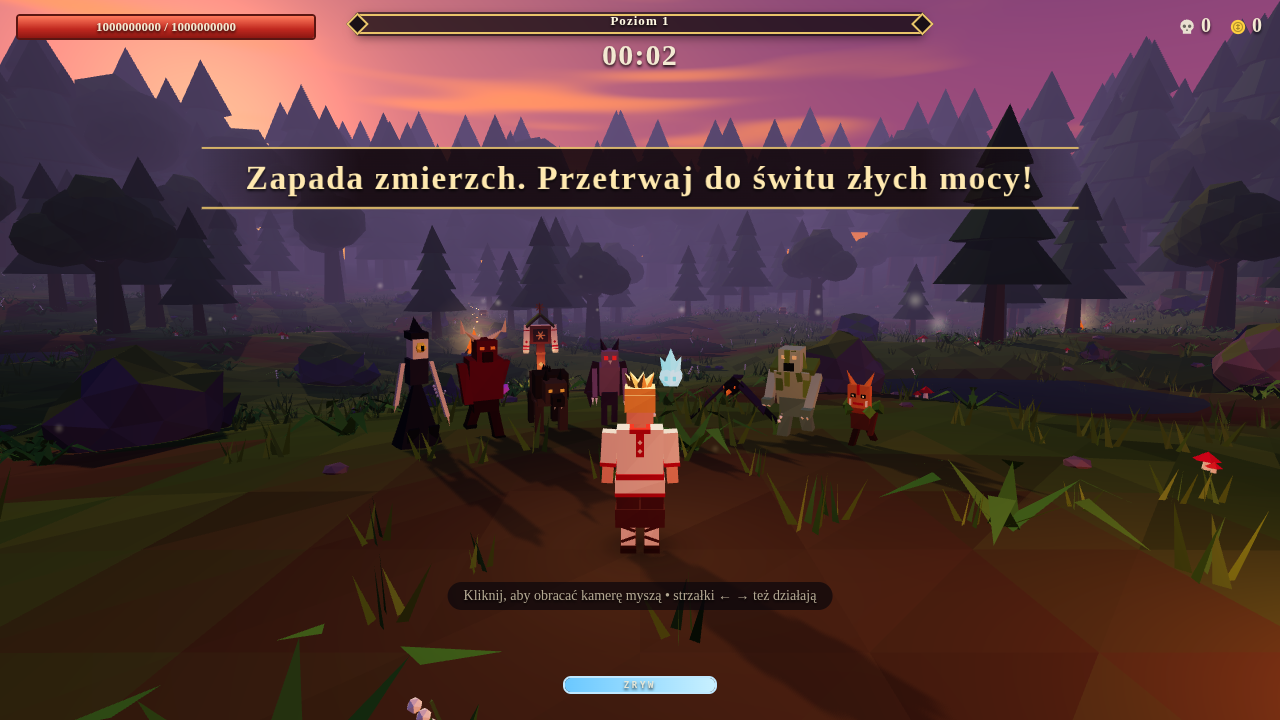 1000000000 / 1000000000
Poziom 1
00:02
0
0
Zapada zmierzch. Przetrwaj do świtu złych mocy!
Kliknij, aby obracać kamerę myszą • strzałki ← → też działają
ZRYW